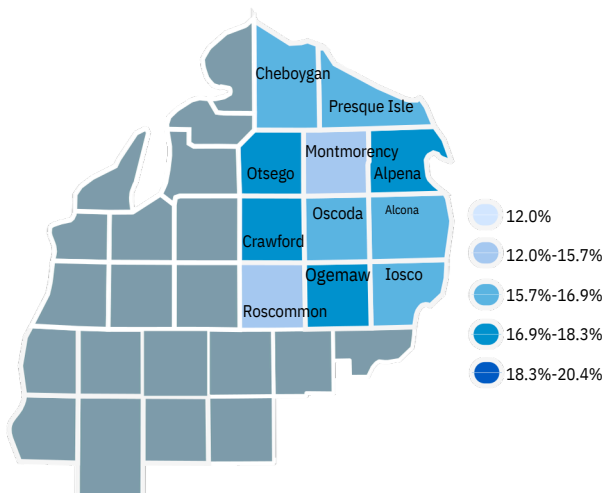 Cheboygan
Presque Isle
Montmorency
Otsego
Alpena
Oscoda
Alcona
Crawford
Ogemaw
Iosco
Roscommon
12.0%
12.0%-15.7%
15.7%-16.9%
16.9%-18.3%
18.3%-20.4%